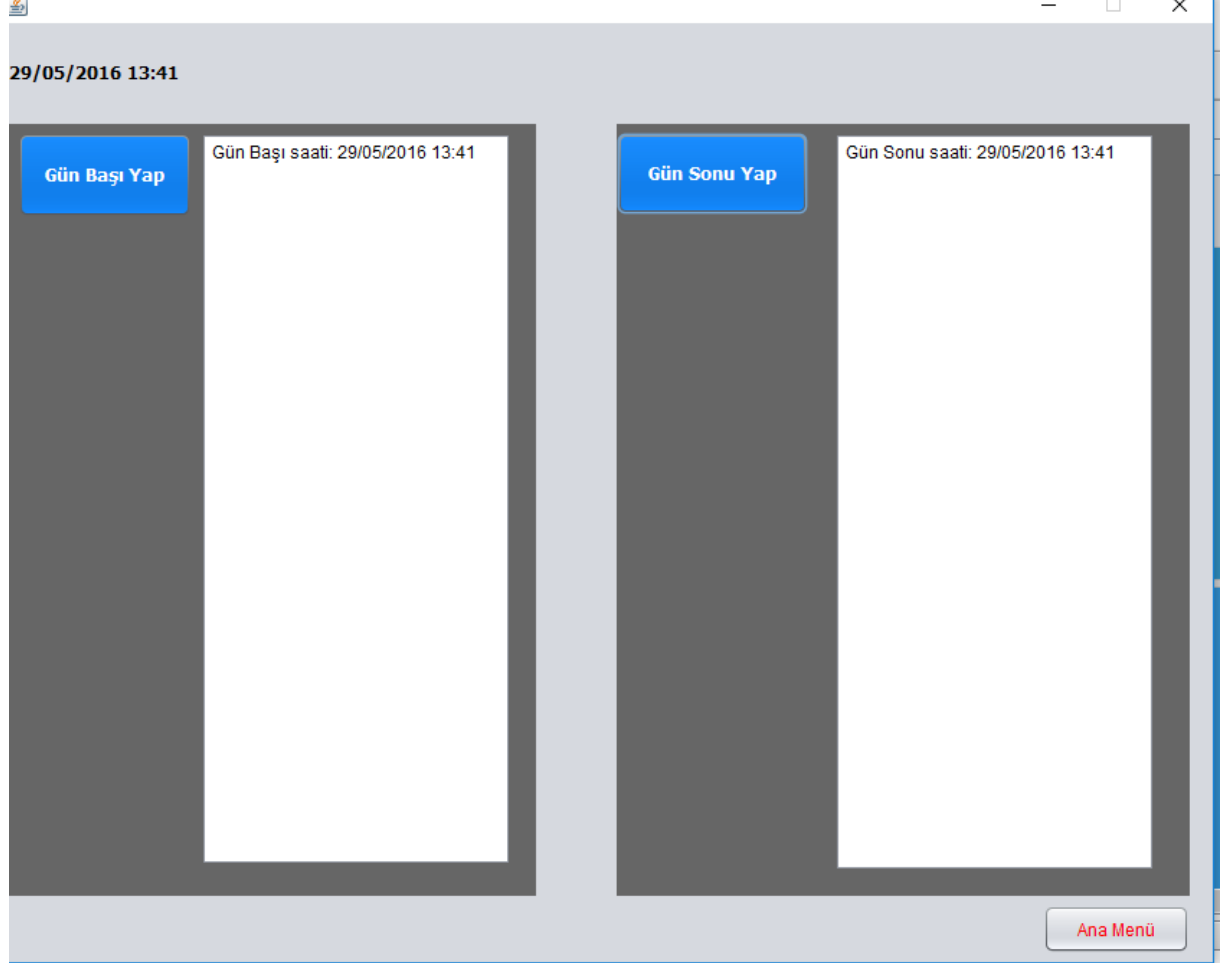 29/05/2016 13:41
Gün Başı Yap
Gün Başı saati: 29/05/2016 13:41
Gün Sonu Yap
Gün Sonu saati: 29/05/2016 13:41
Ana Menü